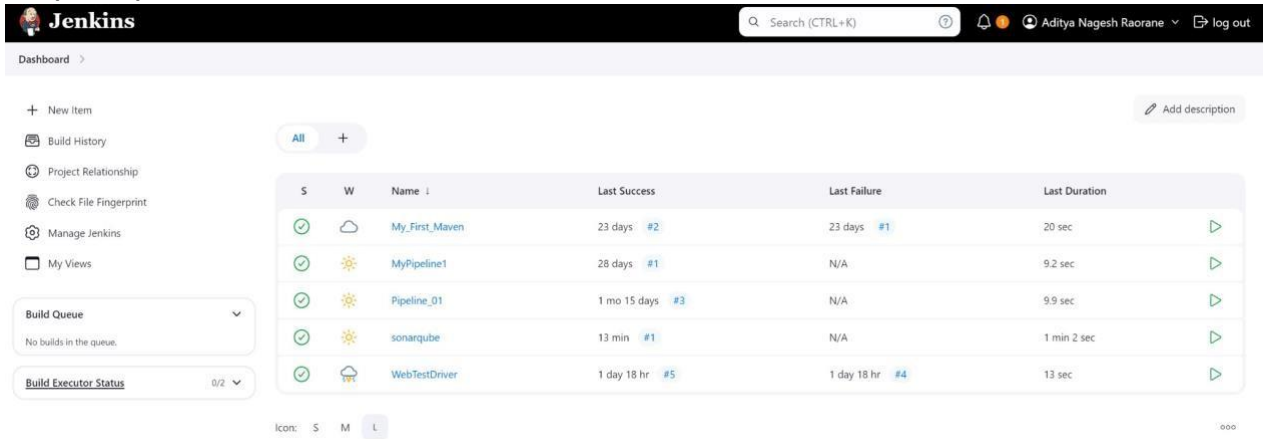 Jenkins
Search (CTRL+K)
1
Aditya Nagesh Raorane
log out
Dashboard
New Item
Build History
Project Relationship
Check File Fingerprint
Manage Jenkins
My Views
Build Queue
No builds in the queue.
Build Executor Status 0/2
Add description
All +
S W Name ↓ Last Success Last Failure Last Duration
My_First_Maven 23 days #2 23 days #1 20 sec
MyPipeline1 28 days #1 N/A 9.2 sec
Pipeline_01 1 mo 15 days #3 N/A 9.9 sec
sonarqube 13 min #1 N/A 1 min 2 sec
WebTestDriver 1 day 18 hr #5 1 day 18 hr #4 13 sec
Icon: S M L